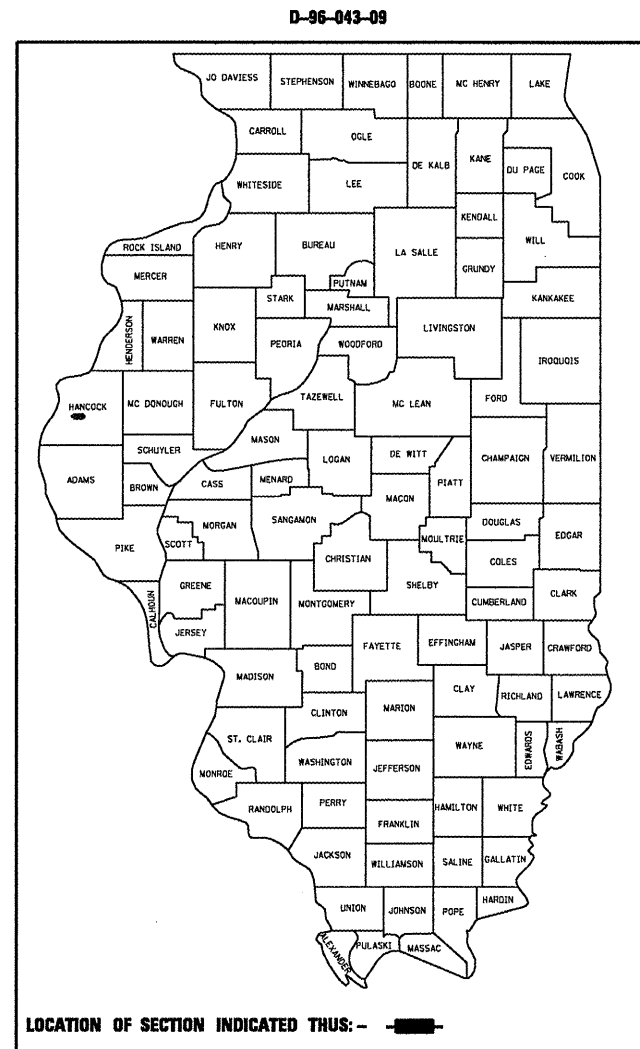 D-96-043-09
JO DAVIESS STEPHENSON WINNEBAGO BOONE MC HENRY LAKE
CARROLL OGLE DE KALB KANE DU PAGE COOK
WHITESIDE LEE
KENDALL WILL
ROCK ISLAND HENRY BUREAU LA SALLE GRUNDY
MERCER PUTNAM
STARK MARSHALL KANKAKEE
HENDERSON WARREN KNOX PEORIA WOODFORD LIVINGSTON IROQUOIS
HANCOCK MC DONOUGH FULTON TAZEWELL MC LEAN FORD
MASON
SCHUYLER LOGAN DE WITT CHAMPAIGN VERMILION
ADAMS BROWN CASS MENARD MACON PIATT
PIKE SCOTT MORGAN SANGAMON MOULTRIE DOUGLAS EDGAR
CHRISTIAN COLES
CALHOUN GREENE MACOUPIN MONTGOMERY SHELBY CUMBERLAND CLARK
JERSEY
FAYETTE EFFINGHAM JASPER CRAWFORD
MADISON BOND
CLAY RICHLAND LAWRENCE
CLINTON MARION
ST. CLAIR WAYNE EDWARDS WABASH
WASHINGTON JEFFERSON
MONROE
RANDOLPH PERRY HAMILTON WHITE
FRANKLIN
JACKSON WILLIAMSON SALINE GALLATIN
UNION JOHNSON POPE HARDIN
ALEXANDER PULASKI MASSAC
LOCATION OF SECTION INDICATED THUS: -